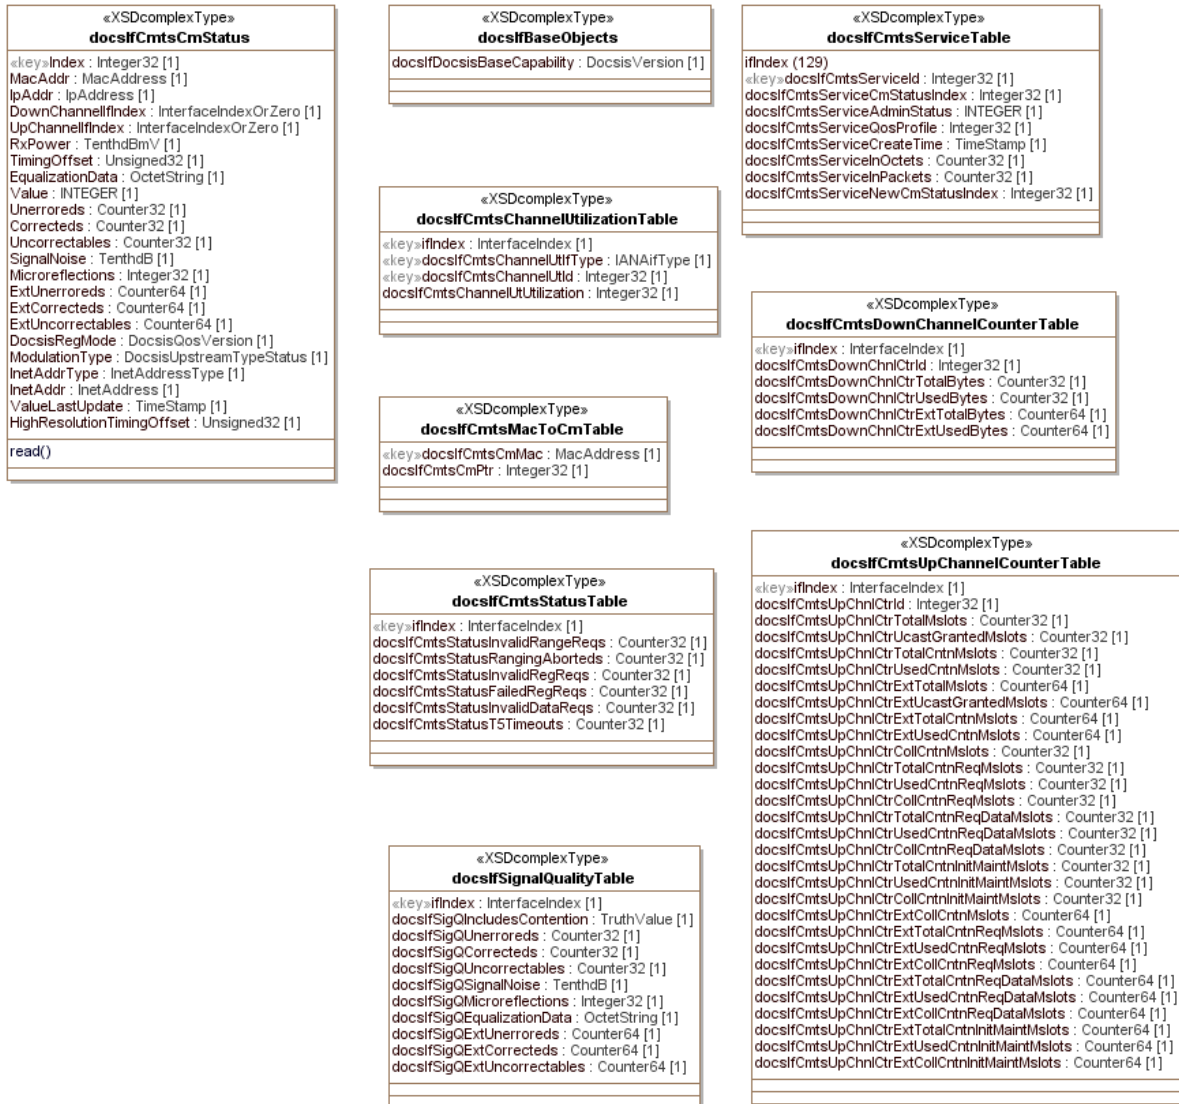 «XSDcomplexType»
docsIfCmtsCmStatus
«key»Index : Integer32 [1]
MacAddr : MacAddress [1]
IpAddr : IpAddress [1]
DownChannelIfIndex : InterfaceIndexOrZero [1]
UpChannelIfIndex : InterfaceIndexOrZero [1]
RxPower : TenthdBmV [1]
TimingOffset : Unsigned32 [1]
EqualizationData : OctetString [1]
Value : INTEGER [1]
Unerroreds : Counter32 [1]
Correcteds : Counter32 [1]
Uncorrectables : Counter32 [1]
SignalNoise : TenthdB [1]
Microreflections : Integer32 [1]
ExtUnerroreds : Counter64 [1]
ExtCorrecteds : Counter64 [1]
ExtUncorrectables : Counter64 [1]
DocsisRegMode : DocsisQosVersion [1]
ModulationType : DocsisUpstreamTypeStatus [1]
InetAddrType : InetAddressType [1]
InetAddr : InetAddress [1]
ValueLastUpdate : TimeStamp [1]
HighResolutionTimingOffset : Unsigned32 [1]
read()
«XSDcomplexType»
docsIfBaseObjects
docsIfDocsisBaseCapability : DocsisVersion [1]
«XSDcomplexType»
docsIfCmtsChannelUtilizationTable
«key»ifIndex : InterfaceIndex [1]
«key»docsIfCmtsChannelUtIfType : IANAifType [1]
«key»docsIfCmtsChannelUtId : Integer32 [1]
docsIfCmtsChannelUtUtilization : Integer32 [1]
«XSDcomplexType»
docsIfCmtsMacToCmTable
«key»docsIfCmtsCmMac : MacAddress [1]
docsIfCmtsCmPtr : Integer32 [1]
«XSDcomplexType»
docsIfCmtsStatusTable
«key»ifIndex : InterfaceIndex [1]
docsIfCmtsStatusInvalidRangeReqs : Counter32 [1]
docsIfCmtsStatusRangingAborteds : Counter32 [1]
docsIfCmtsStatusInvalidRegReqs : Counter32 [1]
docsIfCmtsStatusFailedRegReqs : Counter32 [1]
docsIfCmtsStatusInvalidDataReqs : Counter32 [1]
docsIfCmtsStatusT5Timeouts : Counter32 [1]
«XSDcomplexType»
docsIfSignalQualityTable
«key»ifIndex : InterfaceIndex [1]
docsIfSigQIncludesContention : TruthValue [1]
docsIfSigQUnerroreds : Counter32 [1]
docsIfSigQCorrecteds : Counter32 [1]
docsIfSigQUncorrectables : Counter32 [1]
docsIfSigQSignalNoise : TenthdB [1]
docsIfSigQMicroreflections : Integer32 [1]
docsIfSigQEqualizationData : OctetString [1]
docsIfSigQExtUnerroreds : Counter64 [1]
docsIfSigQExtCorrecteds : Counter64 [1]
docsIfSigQExtUncorrectables : Counter64 [1]
«XSDcomplexType»
docsIfCmtsServiceTable
ifIndex (129)
«key»docsIfCmtsServiceId : Integer32 [1]
docsIfCmtsServiceCmStatusIndex : Integer32 [1]
docsIfCmtsServiceAdminStatus : INTEGER [1]
docsIfCmtsServiceQosProfile : Integer32 [1]
docsIfCmtsServiceCreateTime : TimeStamp [1]
docsIfCmtsServiceInOctets : Counter32 [1]
docsIfCmtsServiceInPackets : Counter32 [1]
docsIfCmtsServiceNewCmStatusIndex : Integer32 [1]
«XSDcomplexType»
docsIfCmtsDownChannelCounterTable
«key»ifIndex : InterfaceIndex [1]
docsIfCmtsDownChnlCtrId : Integer32 [1]
docsIfCmtsDownChnlCtrTotalBytes : Counter32 [1]
docsIfCmtsDownChnlCtrUsedBytes : Counter32 [1]
docsIfCmtsDownChnlCtrExtTotalBytes : Counter64 [1]
docsIfCmtsDownChnlCtrExtUsedBytes : Counter64 [1]
«XSDcomplexType»
docsIfCmtsUpChannelCounterTable
«key»ifIndex : InterfaceIndex [1]
docsIfCmtsUpChnlCtrId : Integer32 [1]
docsIfCmtsUpChnlCtrTotalMslots : Counter32 [1]
docsIfCmtsUpChnlCtrUcastGrantedMslots : Counter32 [1]
docsIfCmtsUpChnlCtrTotalCntnMslots : Counter32 [1]
docsIfCmtsUpChnlCtrUsedCntnMslots : Counter32 [1]
docsIfCmtsUpChnlCtrExtTotalMslots : Counter64 [1]
docsIfCmtsUpChnlCtrExtUcastGrantedMslots : Counter64 [1]
docsIfCmtsUpChnlCtrExtTotalCntnMslots : Counter64 [1]
docsIfCmtsUpChnlCtrExtUsedCntnMslots : Counter64 [1]
docsIfCmtsUpChnlCtrCollCntnMslots : Counter32 [1]
docsIfCmtsUpChnlCtrTotalCntnReqMslots : Counter32 [1]
docsIfCmtsUpChnlCtrUsedCntnReqMslots : Counter32 [1]
docsIfCmtsUpChnlCtrCollCntnReqMslots : Counter32 [1]
docsIfCmtsUpChnlCtrTotalCntnReqDataMslots : Counter32 [1]
docsIfCmtsUpChnlCtrUsedCntnReqDataMslots : Counter32 [1]
docsIfCmtsUpChnlCtrCollCntnReqDataMslots : Counter32 [1]
docsIfCmtsUpChnlCtrTotalCntnInitMaintMslots : Counter32 [1]
docsIfCmtsUpChnlCtrUsedCntnInitMaintMslots : Counter32 [1]
docsIfCmtsUpChnlCtrCollCntnInitMaintMslots : Counter32 [1]
docsIfCmtsUpChnlCtrExtCollCntnMslots : Counter64 [1]
docsIfCmtsUpChnlCtrExtTotalCntnReqMslots : Counter64 [1]
docsIfCmtsUpChnlCtrExtUsedCntnReqMslots : Counter64 [1]
docsIfCmtsUpChnlCtrExtCollCntnReqMslots : Counter64 [1]
docsIfCmtsUpChnlCtrExtTotalCntnReqDataMslots : Counter64 [1]
docsIfCmtsUpChnlCtrExtUsedCntnReqDataMslots : Counter64 [1]
docsIfCmtsUpChnlCtrExtCollCntnReqDataMslots : Counter64 [1]
docsIfCmtsUpChnlCtrExtTotalCntnInitMaintMslots : Counter64 [1]
docsIfCmtsUpChnlCtrExtUsedCntnInitMaintMslots : Counter64 [1]
docsIfCmtsUpChnlCtrExtCollCntnInitMaintMslots : Counter64 [1]